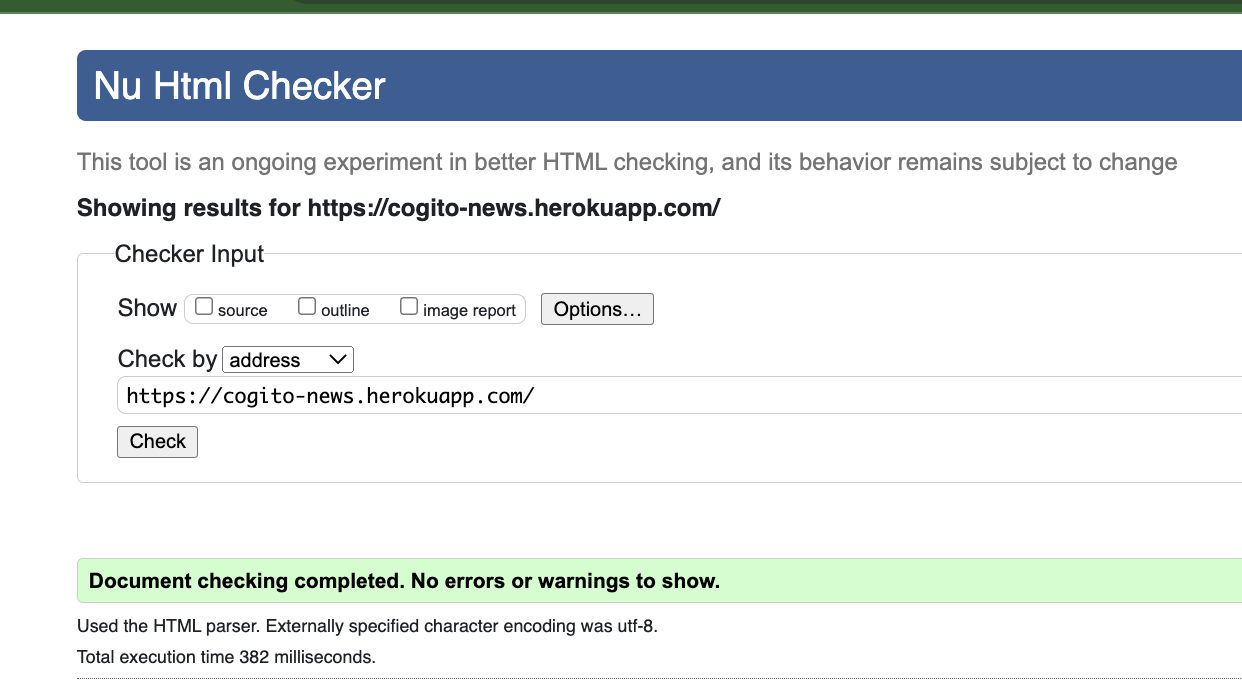 Nu Html Checker
This tool is an ongoing experiment in better HTML checking, and its behavior remains subject to change
Showing results for https://cogito-news.herokuapp.com/
Checker Input
Show source outline image report Options...
Check by address
https://cogito-news.herokuapp.com/
Check
Document checking completed. No errors or warnings to show.
Used the HTML parser. Externally specified character encoding was utf-8.
Total execution time 382 milliseconds.